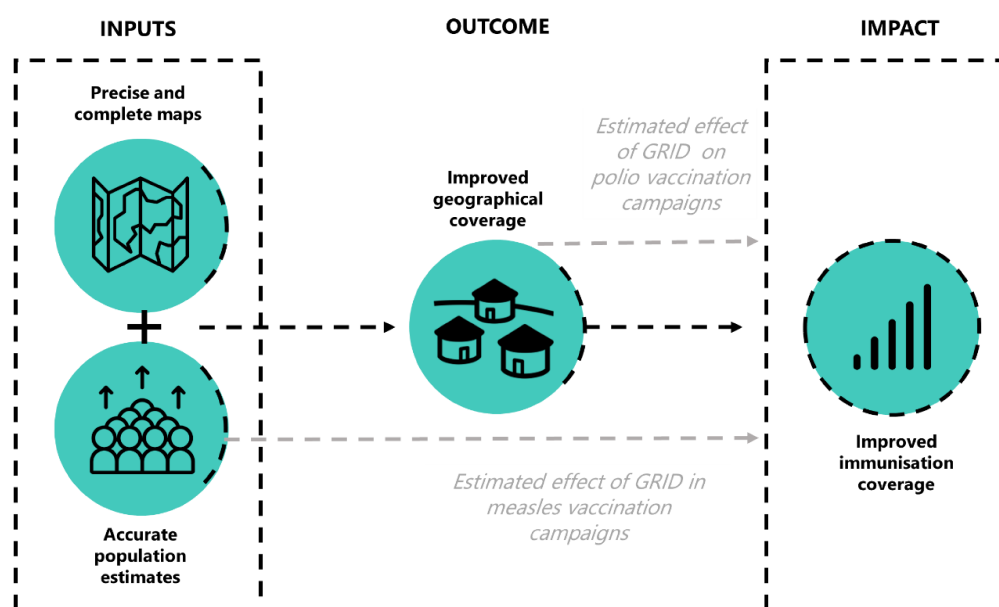 INPUTS
OUTCOME
IMPACT
Precise and
complete maps
Estimated effect
of GRID on
polio vaccination
campaigns
Improved
geographical
coverage
Accurate
population
estimates
Estimated effect of GRID in
measles vaccination
campaigns
Improved
immunisation
coverage